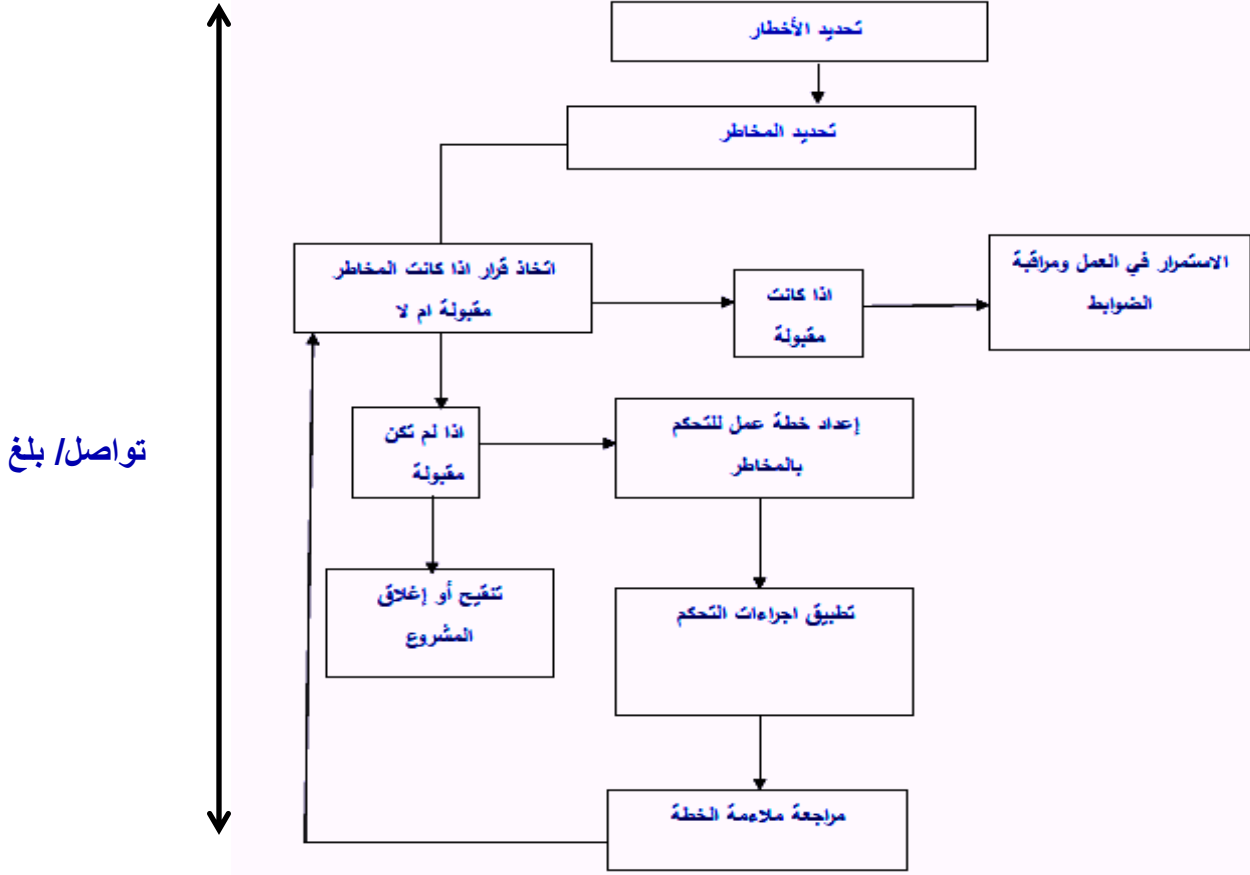 تحديد الأخطار
تحديد المخاطر
اتخاذ قرار اذا كانت المخاطر
مقبولة ام لا
اذا كانت
مقبولة
الاستمرار في العمل ومراقبة
الضوابط
اذا لم تكن
مقبولة
إعداد خطة عمل للتحكم
بالمخاطر
تواصل/ بلغ
تنقيح أو إغلاق
المشروع
تطبيق اجراءات التحكم
مراجعة ملاءمة الخطة